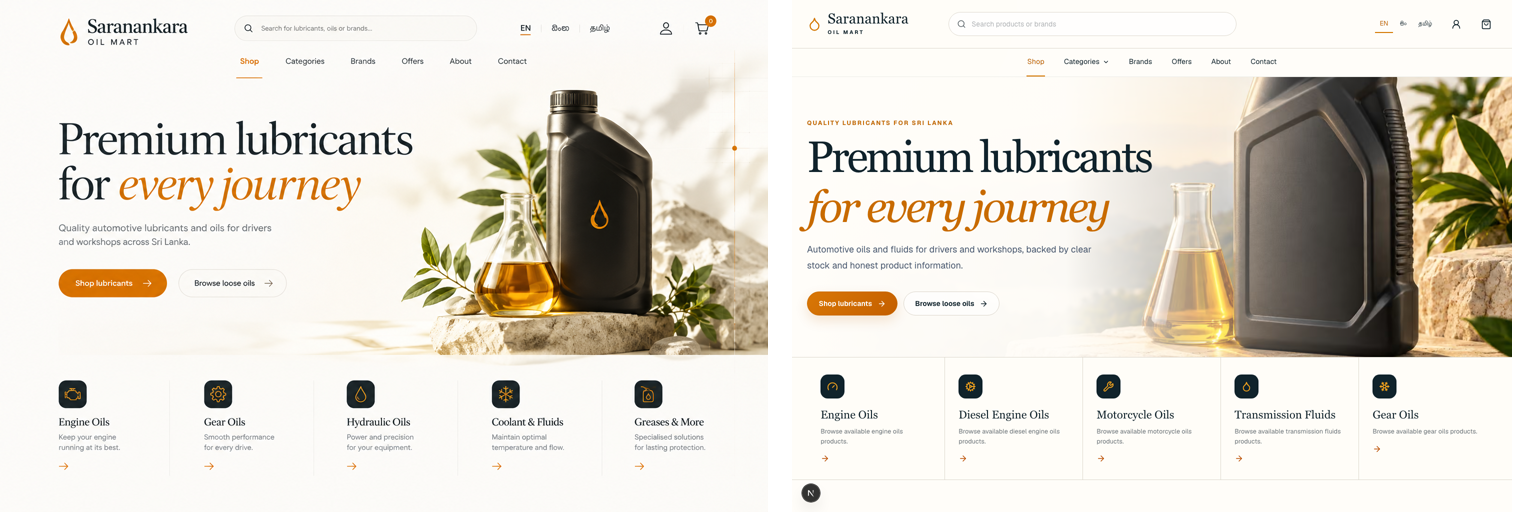 Saranankara
OIL MART
Search for lubricants, oils or brands...
EN
සිංහල
தமிழ்
0
Shop
Categories
Brands
Offers
About
Contact
Premium lubricants
for every journey
Quality automotive lubricants and oils for drivers
and workshops across Sri Lanka.
Shop lubricants
Browse loose oils
Engine Oils
Keep your engine
running at its best.
Gear Oils
Smooth performance
for every drive.
Hydraulic Oils
Power and precision
for your equipment.
Coolant & Fluids
Maintain optimal
temperature and flow.
Greases & More
Specialised solutions
for lasting protection.
Saranankara
OIL MART
Search products or brands
EN
සිං
தமிழ்
Shop
Categories
Brands
Offers
About
Contact
QUALITY LUBRICANTS FOR SRI LANKA
Premium lubricants
for every journey
Automotive oils and fluids for drivers and workshops, backed by clear
stock and honest product information.
Shop lubricants
Browse loose oils
Engine Oils
Browse available engine oils
products.
Diesel Engine Oils
Browse available diesel engine oils
products.
Motorcycle Oils
Browse available motorcycle oils
products.
Transmission Fluids
Browse available transmission fluids
products.
Gear Oils
Browse available gear oils products.
N